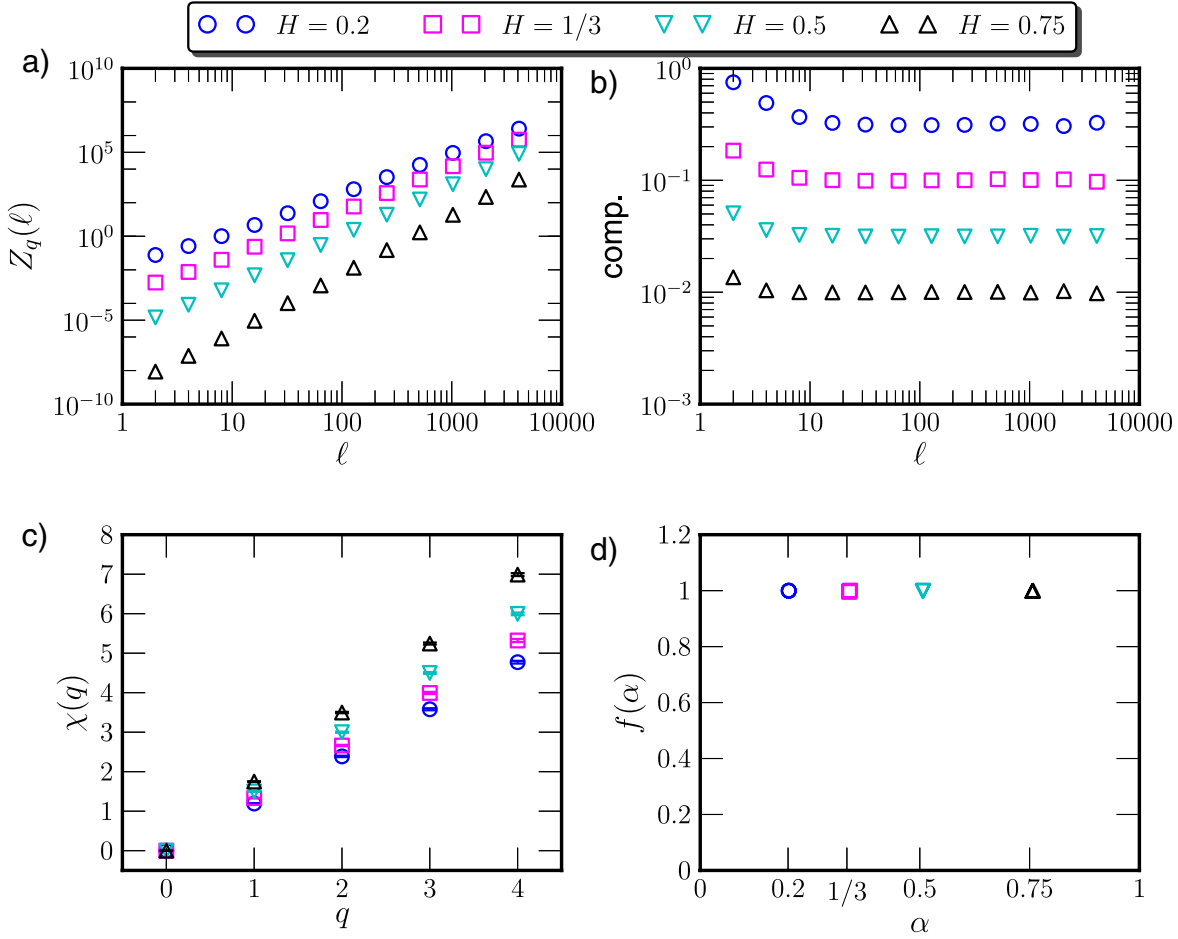 H = 0.2 H = 1/3 H = 0.5 H = 0.75
a)
10^10
10^5
10^0
10^−5
10^−10
Z_q(ℓ)
1 10 100 1000 10000
ℓ
b)
10^0
10^−1
10^−2
10^−3
comp.
1 10 100 1000 10000
ℓ
c)
8
7
6
5
4
3
2
1
0
χ(q)
0 1 2 3 4
q
d)
1.2
1
0.8
0.6
0.4
0.2
0
f(α)
0 0.2 1/3 0.5 0.75 1
α